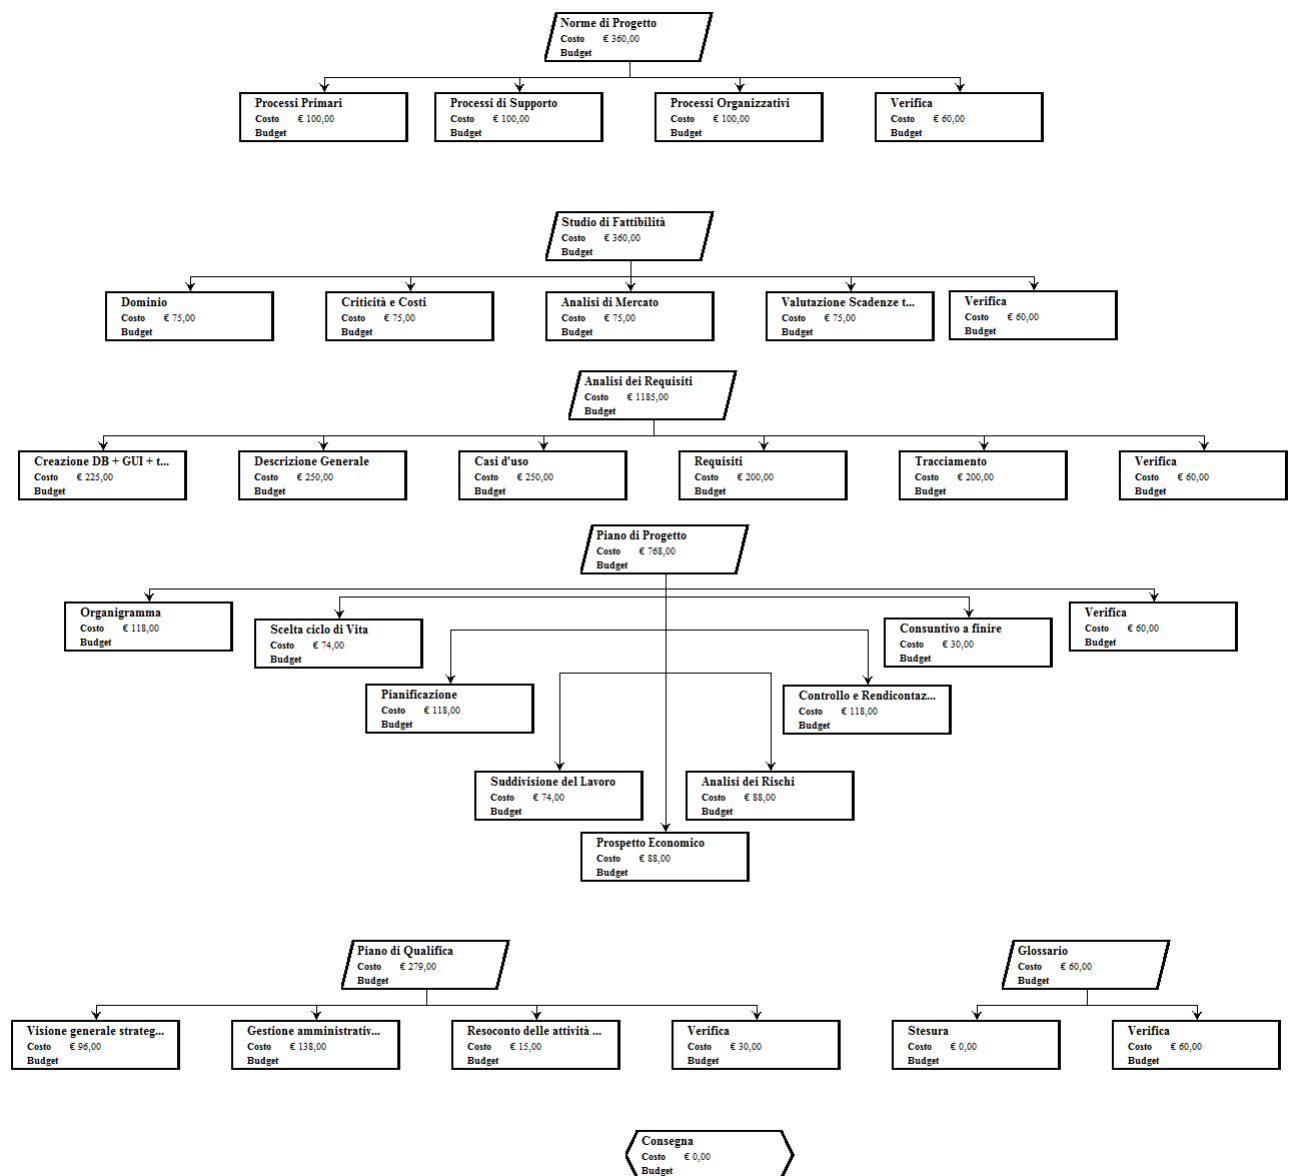 Norme di Progetto
Costo € 360,00
Budget
Processi Primari
Costo € 100,00
Budget
Processi di Supporto
Costo € 100,00
Budget
Processi Organizzativi
Costo € 100,00
Budget
Verifica
Costo € 60,00
Budget
Studio di Fattibilità
Costo € 360,00
Budget
Dominio
Costo € 75,00
Budget
Criticità e Costi
Costo € 75,00
Budget
Analisi di Mercato
Costo € 75,00
Budget
Valutazione Scadenze t...
Costo € 75,00
Budget
Verifica
Costo € 60,00
Budget
Analisi dei Requisiti
Costo € 1185,00
Budget
Creazione DB + GUI + t...
Costo € 225,00
Budget
Descrizione Generale
Costo € 250,00
Budget
Casi d'uso
Costo € 250,00
Budget
Requisiti
Costo € 200,00
Budget
Tracciamento
Costo € 200,00
Budget
Verifica
Costo € 60,00
Budget
Piano di Progetto
Costo € 768,00
Budget
Organigramma
Costo € 118,00
Budget
Scelta ciclo di Vita
Costo € 74,00
Budget
Consuntivo a finire
Costo € 30,00
Budget
Verifica
Costo € 60,00
Budget
Pianificazione
Costo € 118,00
Budget
Controllo e Rendicontaz...
Costo € 118,00
Budget
Suddivisione del Lavoro
Costo € 74,00
Budget
Analisi dei Rischi
Costo € 88,00
Budget
Prospetto Economico
Costo € 88,00
Budget
Piano di Qualifica
Costo € 279,00
Budget
Visione generale strateg...
Costo € 96,00
Budget
Gestione amministrativ...
Costo € 138,00
Budget
Resoconto delle attività ...
Costo € 15,00
Budget
Verifica
Costo € 30,00
Budget
Glossario
Costo € 60,00
Budget
Stesura
Costo € 0,00
Budget
Verifica
Costo € 60,00
Budget
Consegna
Costo € 0,00
Budget